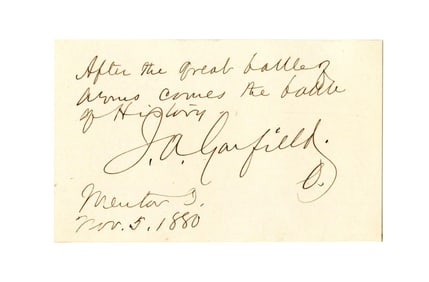 After the great battle of
arms comes the battle
of History
J. A. Garfield.
O.
Mentor O.
Nov. 5. 1880